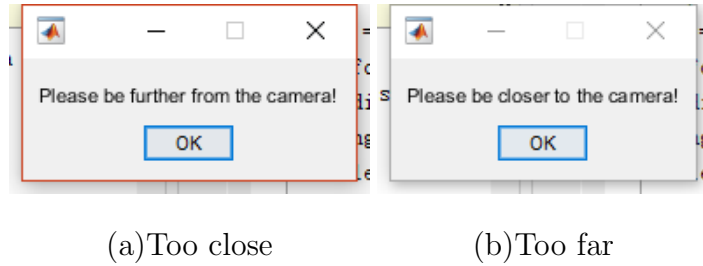 Please be further from the camera!
OK
(a)Too close
Please be closer to the camera!
OK
(b)Too far